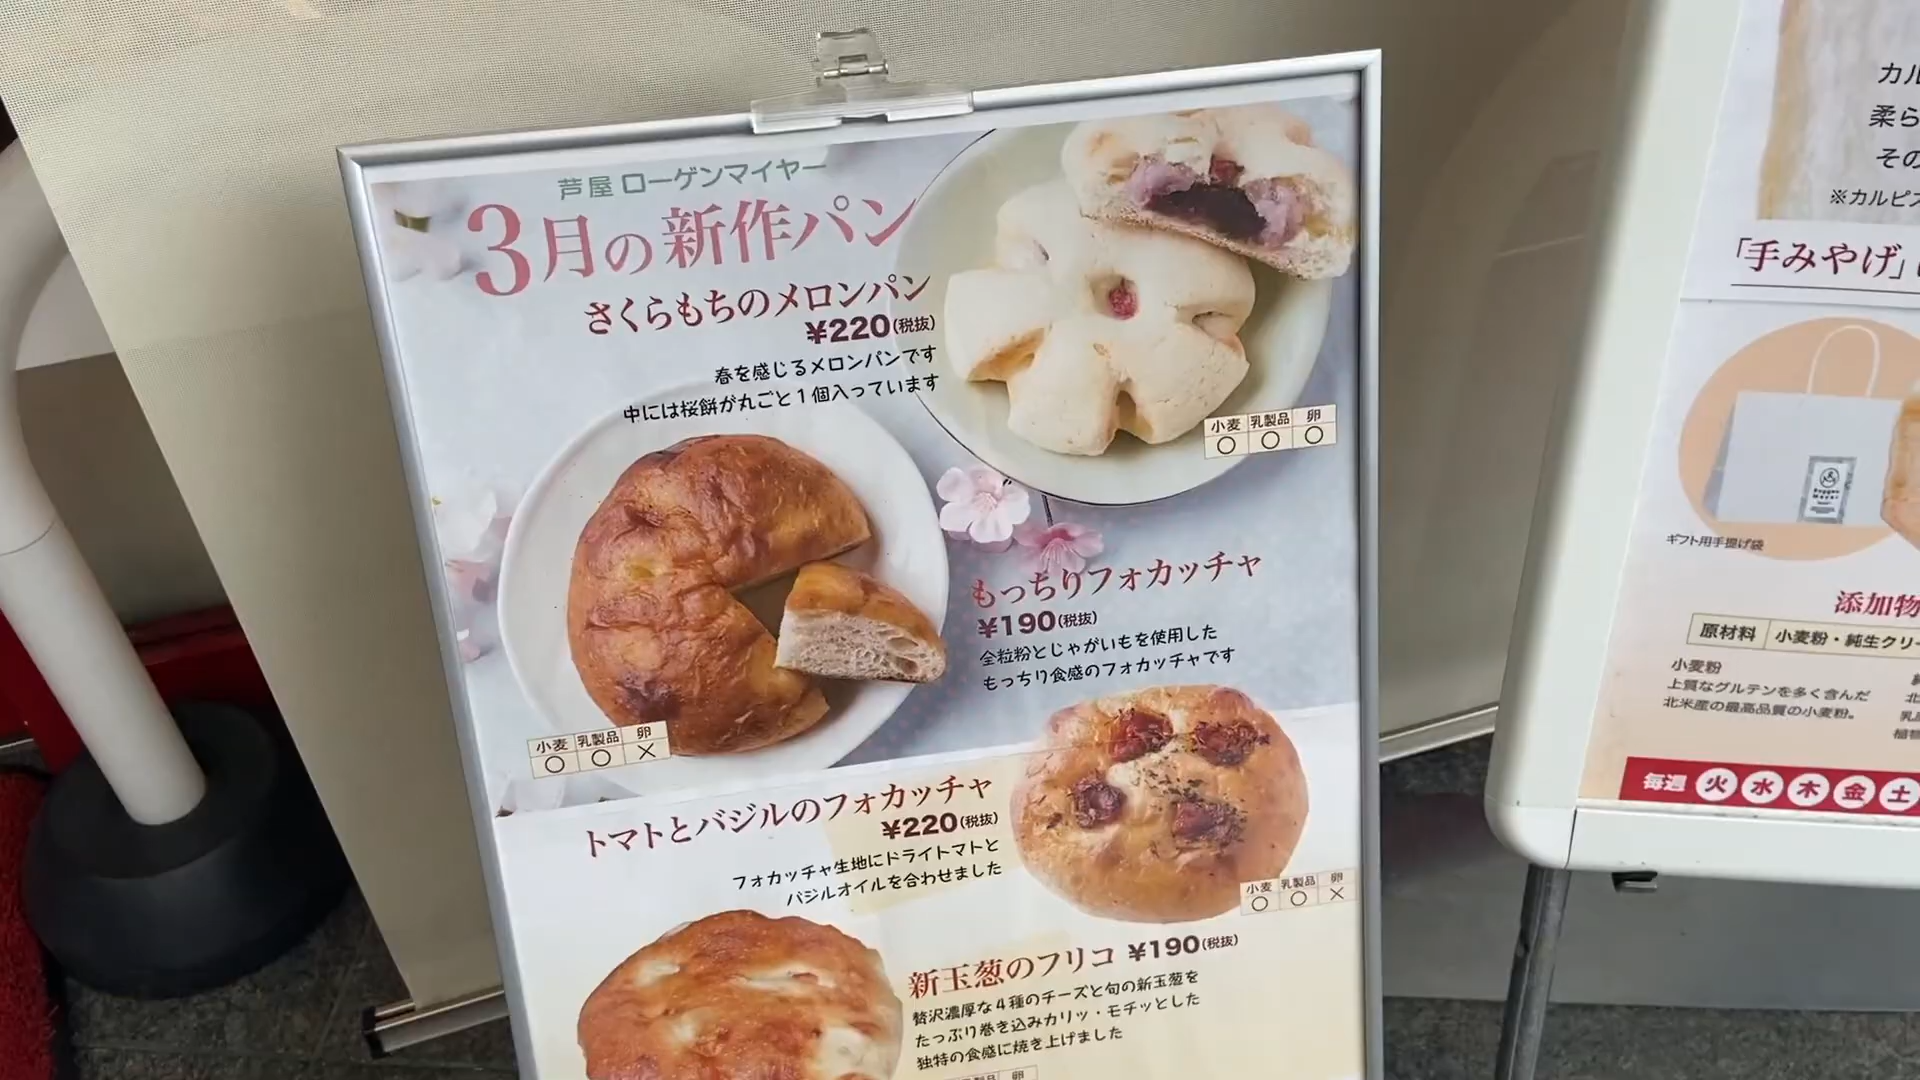 芦屋 ローゲンマイヤー
3月の新作パン
さくらもちのメロンパン
¥220(税抜)
春を感じるメロンパンです
中には桜餅が丸ごと1個入っています
小麦 乳製品 卵
○ ○ ○
もっちりフォカッチャ
¥190(税抜)
全粒粉とじゃがいもを使用した
もっちり食感のフォカッチャです
小麦 乳製品 卵
○ ○ ×
トマトとバジルのフォカッチャ
¥220(税抜)
フォカッチャ生地にドライトマトと
バジルオイルを合わせました
小麦 乳製品 卵
○ ○ ×
新玉葱のフリコ ¥190(税抜)
贅沢濃厚な4種のチーズと旬の新玉葱を
たっぷり巻き込みカリッ・モチッとした
独特の食感に焼き上げました
乳製品 卵
カル
柔ら
その
※カルピス
「手みやげ」
ギフト用手提げ袋
添加物
原材料 小麦粉・純生クリー
小麦粉
上質なグルテンを多く含んだ
北米産の最高品質の小麦粉。
毎週 火 水 木 金 土